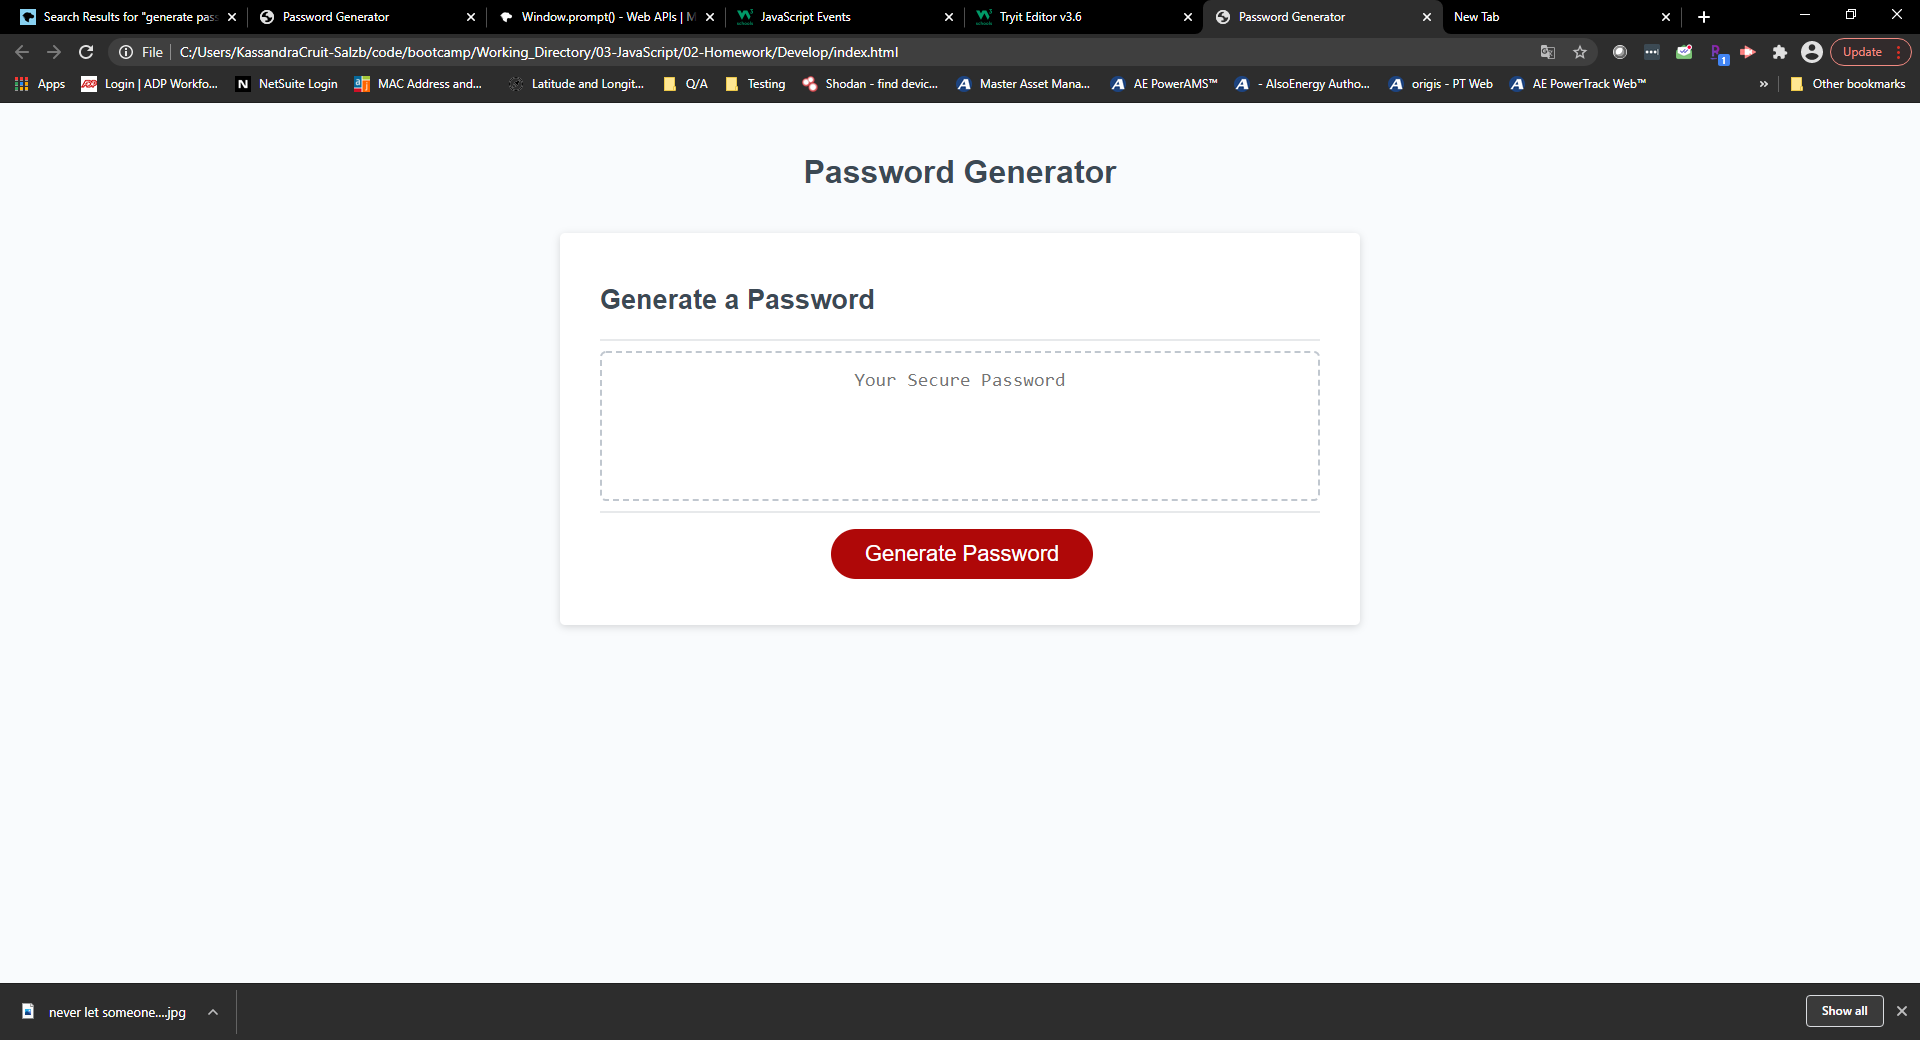 Search Results for "generate pas
Password Generator
Window.prompt() - Web APIs | M
JavaScript Events
Tryit Editor v3.6
Password Generator
New Tab
File
C:/Users/KassandraCruit-Salzb/code/bootcamp/Working_Directory/03-JavaScript/02-Homework/Develop/index.html
1
Update
Apps
ADP
Login | ADP Workfo...
N
NetSuite Login
MAC Address and...
Latitude and Longit...
Q/A
Testing
Shodan - find devic...
A
Master Asset Mana...
A
AE PowerAMS™
A
- AlsoEnergy Autho...
A
origis - PT Web
A
AE PowerTrack Web™
»
Other bookmarks
Password Generator
Generate a Password
Your Secure Password
Generate Password
never let someone....jpg
Show all